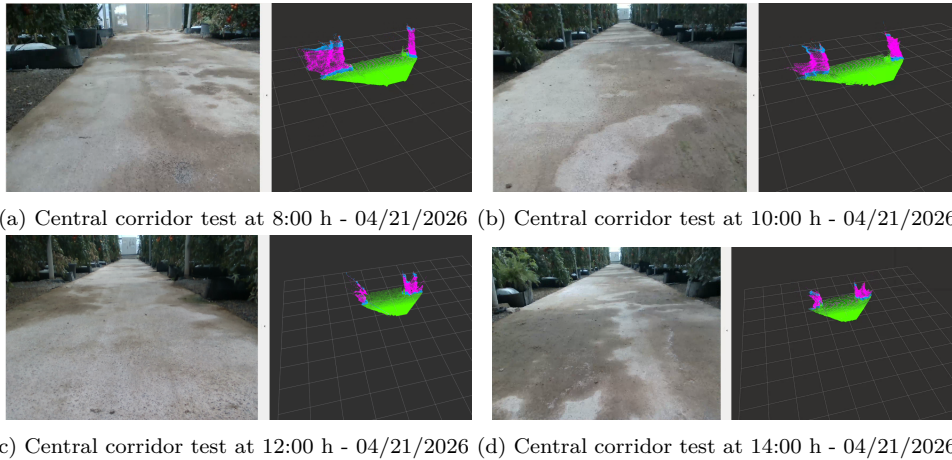 (a) Central corridor test at 8:00 h - 04/21/2026
(b) Central corridor test at 10:00 h - 04/21/2026
c) Central corridor test at 12:00 h - 04/21/2026
(d) Central corridor test at 14:00 h - 04/21/2026